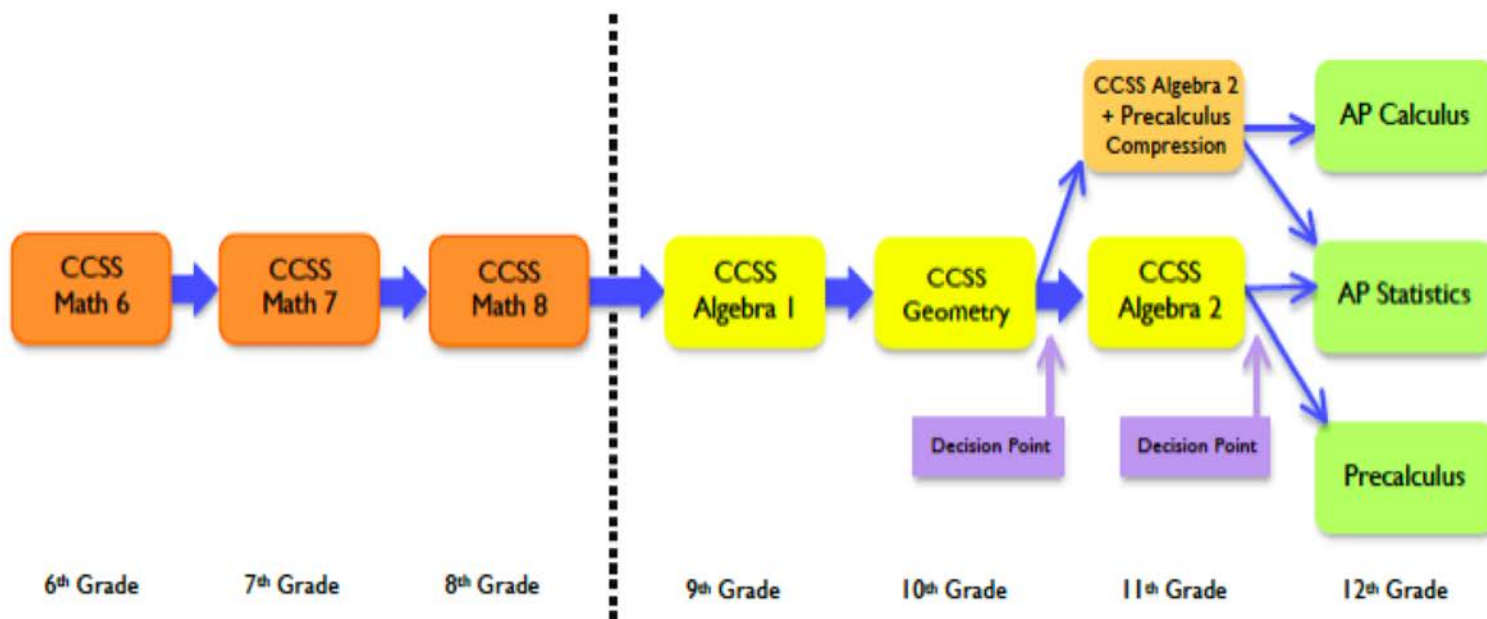 CCSS Algebra 2
+ Precalculus
Compression
AP Calculus
CCSS
Math 6
CCSS
Math 7
CCSS
Math 8
CCSS
Algebra 1
CCSS
Geometry
CCSS
Algebra 2
AP Statistics
Decision Point
Decision Point
Precalculus
6th Grade
7th Grade
8th Grade
9th Grade
10th Grade
11th Grade
12th Grade